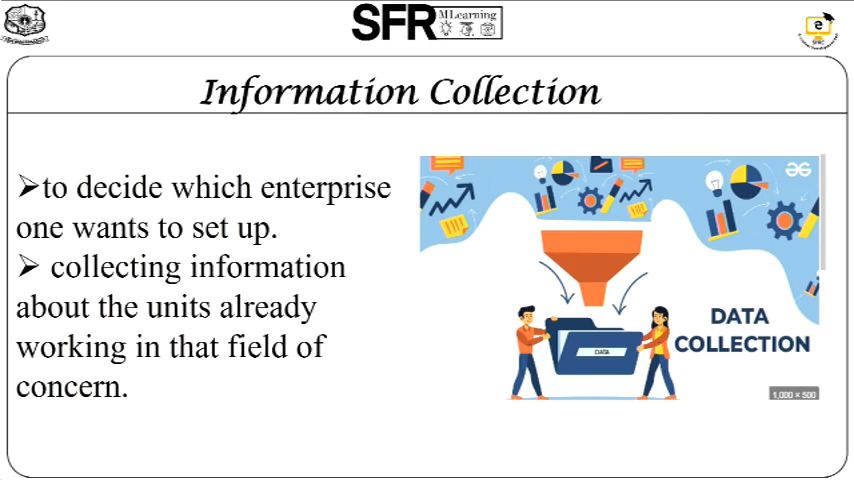 SFR MLearning
e
SFRC
Information Collection
➢to decide which enterprise
one wants to set up.
➢ collecting information
about the units already
working in that field of
concern.
DATA
COLLECTION
DATA
1,000 × 500